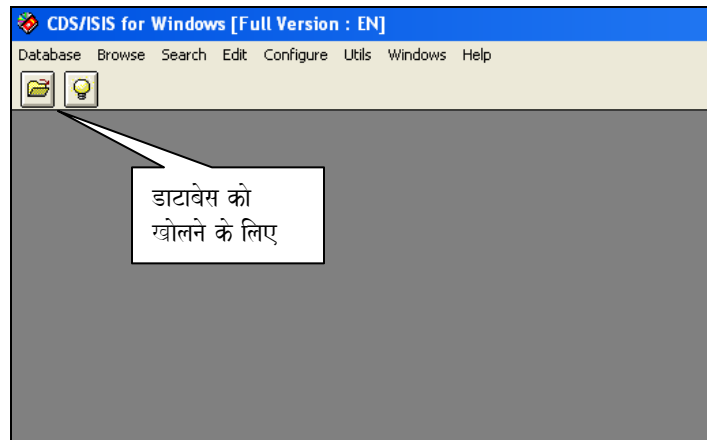 CDS/ISIS for Windows [Full Version : EN]
Database Browse Search Edit Configure Utils Windows Help
डाटाबेस को
खोलने के लिए